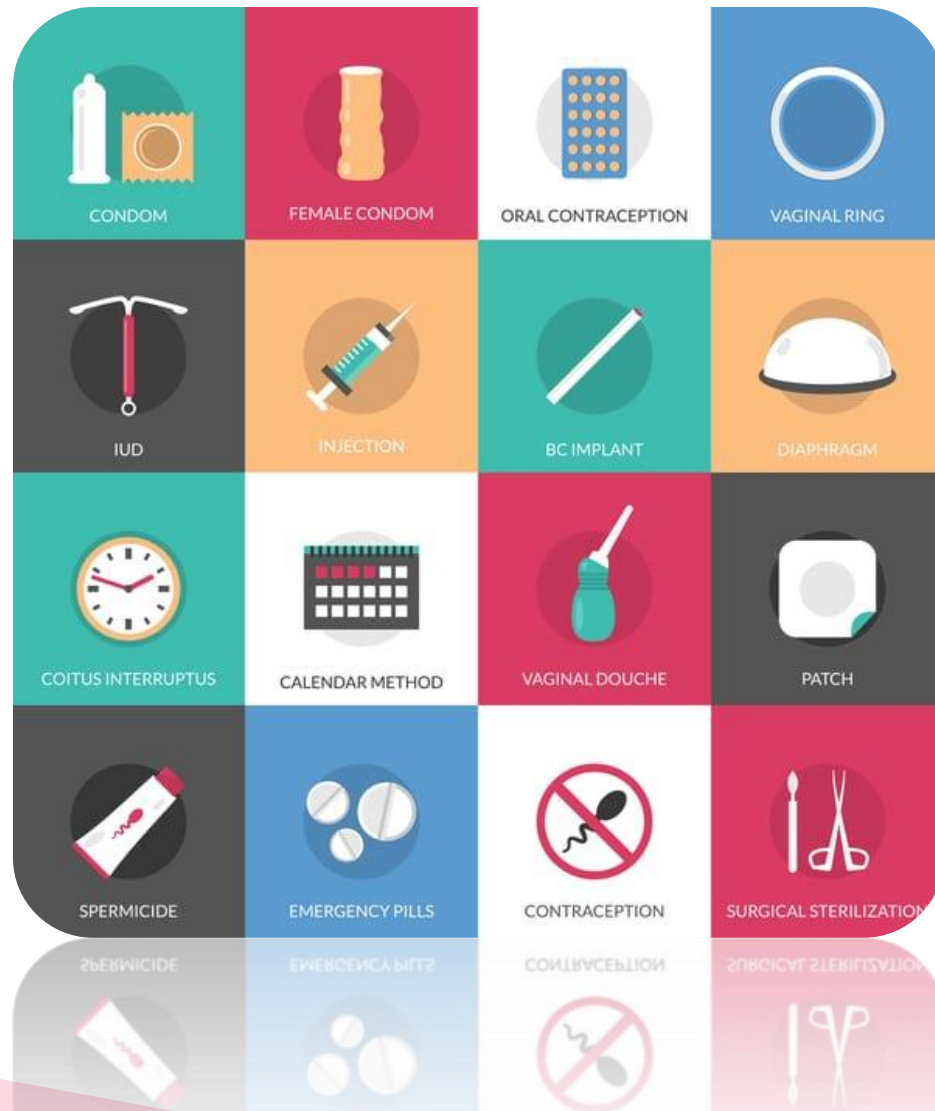 CONDOM
FEMALE CONDOM
ORAL CONTRACEPTION
VAGINAL RING
IUD
INJECTION
BC IMPLANT
DIAPHRAGM
COITUS INTERRUPTUS
CALENDAR METHOD
VAGINAL DOUCHE
PATCH
SPERMICIDE
EMERGENCY PILLS
CONTRACEPTION
SURGICAL STERILIZATION